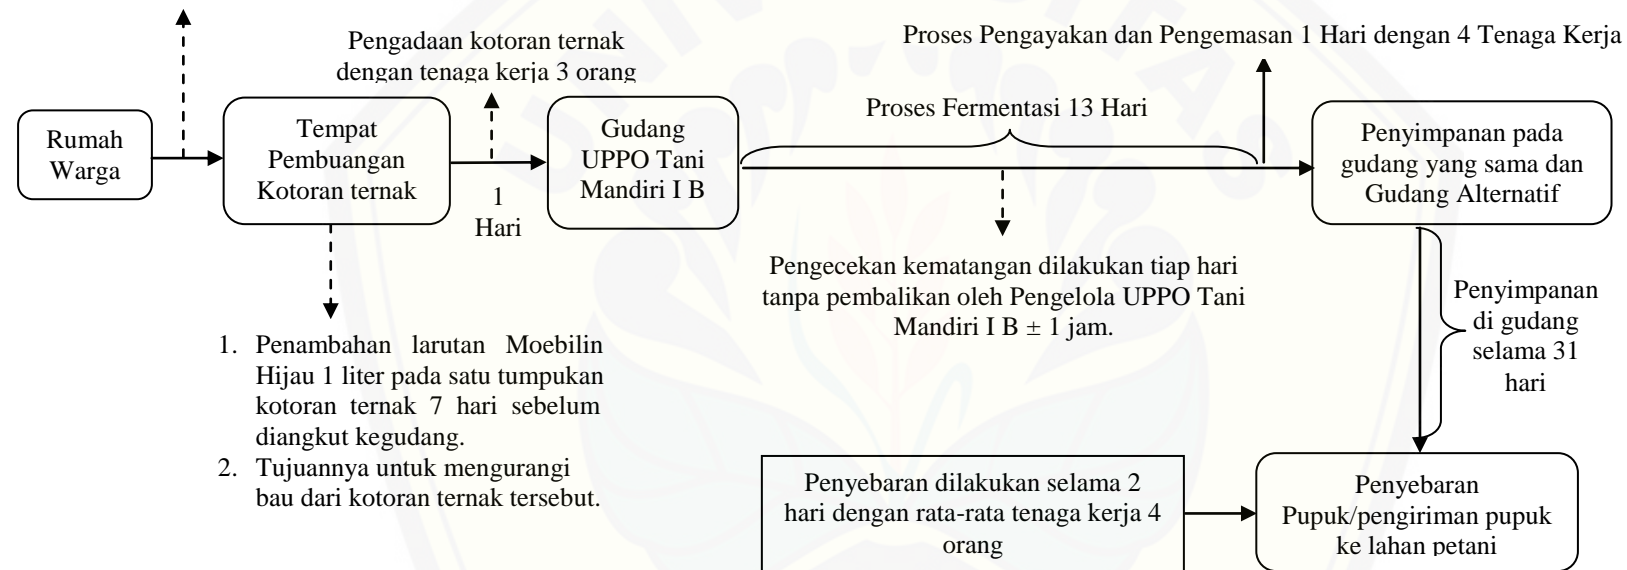 Pengadaan kotoran ternak
dengan tenaga kerja 3 orang
Proses Pengayakan dan Pengemasan 1 Hari dengan 4 Tenaga Kerja
Rumah
Warga
Tempat
Pembuangan
Kotoran ternak
1
Hari
Gudang
UPPO Tani
Mandiri I B
Proses Fermentasi 13 Hari
Penyimpanan pada
gudang yang sama dan
Gudang Alternatif
Pengecekan kematangan dilakukan tiap hari
tanpa pembalikan oleh Pengelola UPPO Tani
Mandiri I B ± 1 jam.
Penyimpanan
di gudang
selama 31
hari
1. Penambahan larutan Moebilin
Hijau 1 liter pada satu tumpukan
kotoran ternak 7 hari sebelum
diangkut kegudang.
2. Tujuannya untuk mengurangi
bau dari kotoran ternak tersebut.
Penyebaran dilakukan selama 2
hari dengan rata-rata tenaga kerja 4
orang
Penyebaran
Pupuk/pengiriman pupuk
ke lahan petani